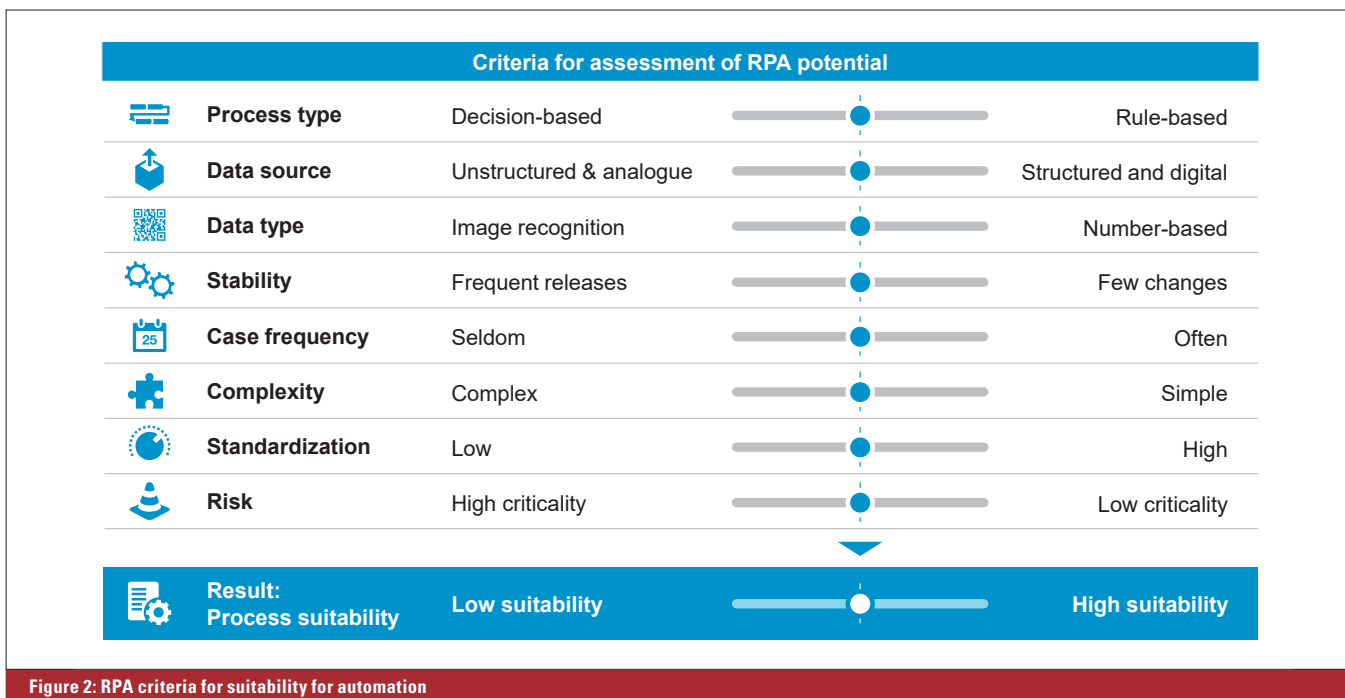 Criteria for assessment of RPA potential
Process type Decision-based Rule-based
Data source Unstructured & analogue Structured and digital
Data type Image recognition Number-based
Stability Frequent releases Few changes
25
Case frequency Seldom Often
Complexity Complex Simple
Standardization Low High
Risk High criticality Low criticality
Result:
Process suitability Low suitability High suitability
Figure 2: RPA criteria for suitability for automation